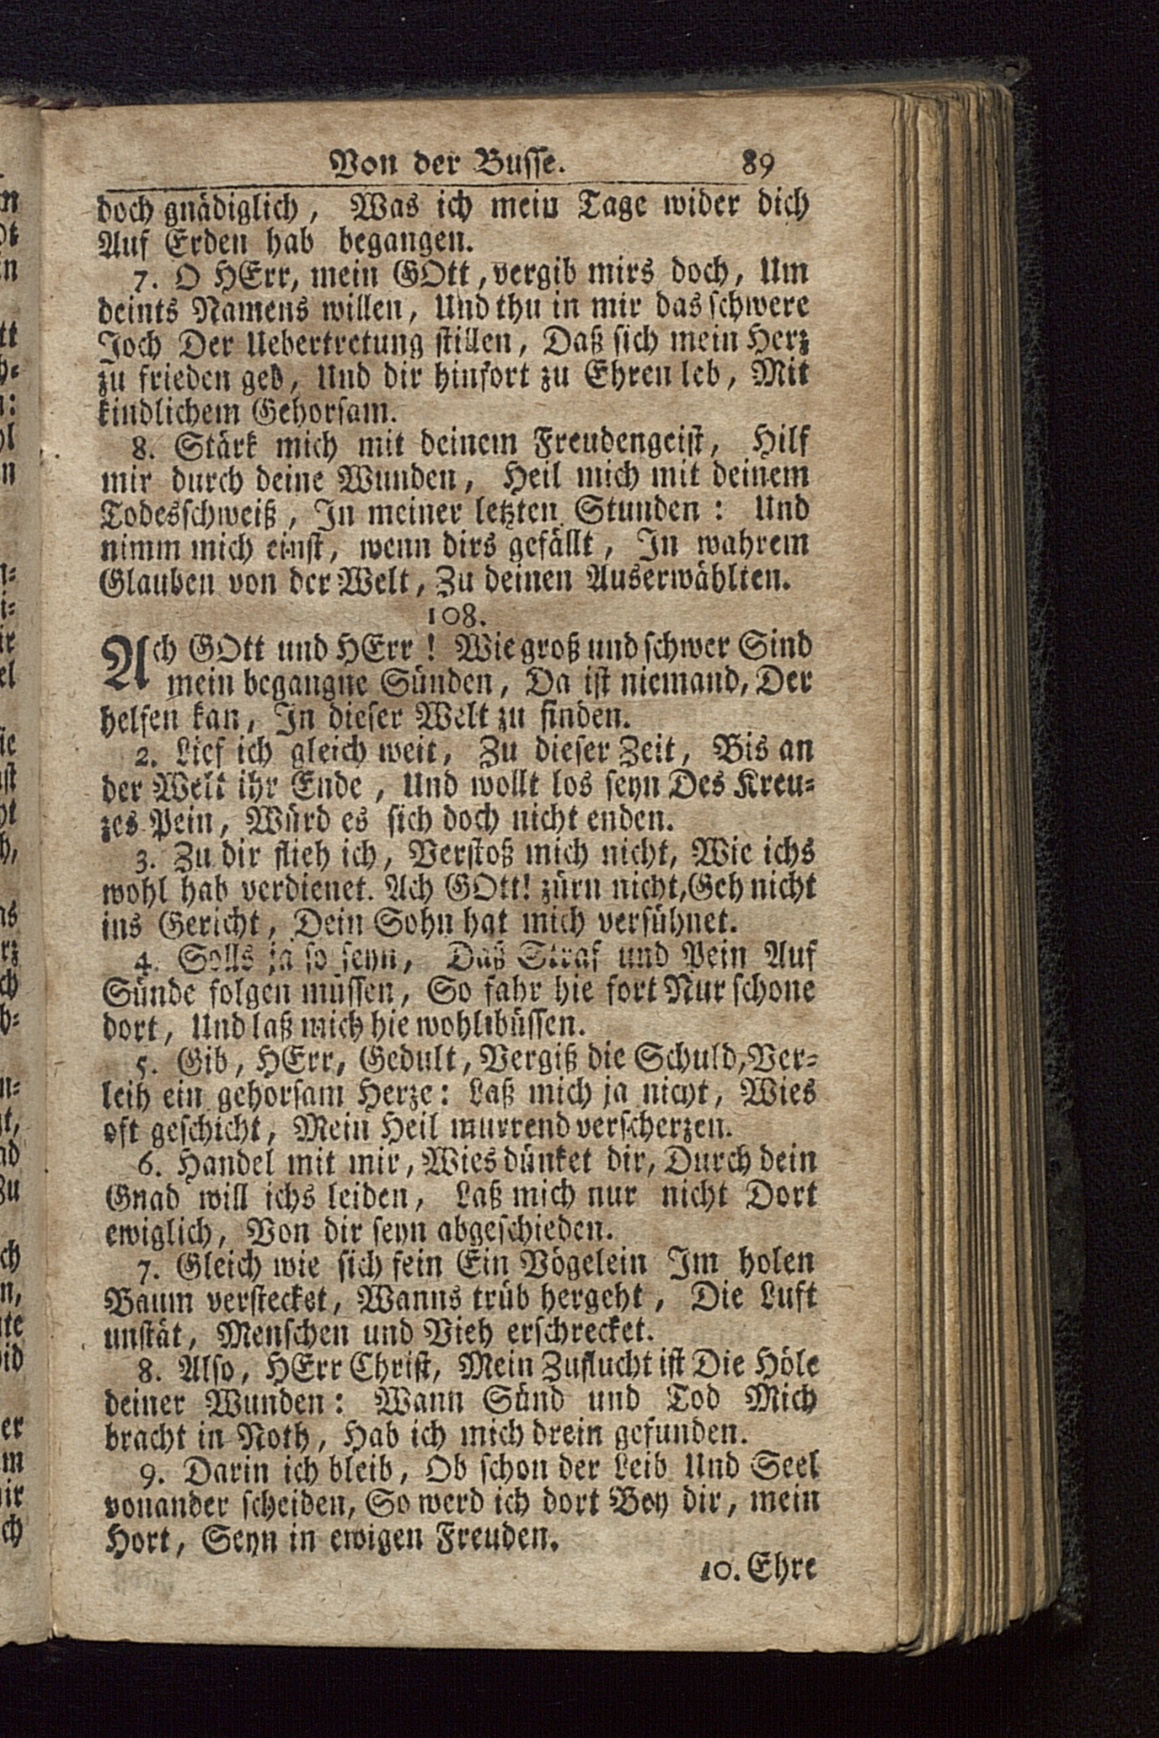 Von der Busse. 89
doch gnädiglich, Was ich mein Tage wider dich
Auf Erden hab begangen.
7. O HErr, mein GOtt, vergib mirs doch, Um
deints Namens willen, Und thu in mir das schwere
Joch Der Uebertretung stillen, Daß sich mein Herz
zu frieden geb, Und dir hinfort zu Ehren leb, Mit
kindlichem Gehorsam.
8. Stärk mich mit deinem Freudengeist, Hilf
mir durch deine Wunden, Heil mich mit deinem
Todesschweiß, In meiner letzten Stunden: Und
nimm mich einst, wenn dirs gefällt, In wahrem
Glauben von der Welt, Zu deinen Auserwählten.
108.
Ach GOtt und HErr! Wie groß und schwer Sind
mein begangne Sünden, Da ist niemand, Der
helfen kan, In dieser Welt zu finden.
2. Lief ich gleich weit, Zu dieser Zeit, Bis an
der Welt ihr Ende, Und wollt los seyn Des Kreu-
zes Pein, Würd es sich doch nicht enden.
3. Zu dir flieh ich, Verstoß mich nicht, Wie ichs
wohl hab verdienet. Ach GOtt! zürn nicht, Geh nicht
ins Gericht, Dein Sohn hat mich versühnet.
4. Solls ja so seyn, Daß Straf und Pein Auf
Sünde folgen müssen, So fahr hie fort Nur schone
dort, Und laß mich hie wohl büssen.
5. Gib, HErr, Gedult, Vergiß die Schuld, Ver-
leih ein gehorsam Herze: Laß mich ja nicht, Wies
oft geschicht, Mein Heil murrend verscherzen.
6. Handel mit mir, Wies dünket dir, Durch dein
Gnad will ichs leiden, Laß mich nur nicht Dort
ewiglich, Von dir seyn abgeschieden.
7. Gleich wie sich fein Ein Vögelein Im holen
Baum verstecket, Wanns trüb hergeht, Die Luft
unstät, Menschen und Vieh erschrecket.
8. Also, HErr Christ, Mein Zuflucht ist Die Höle
deiner Wunden: Wann Sünd und Tod Mich
bracht in Noth, Hab ich mich drein gefunden.
9. Darin ich bleib, Ob schon der Leib Und Seel
vonander scheiden, So werd ich dort Bey dir, mein
Hort, Seyn in ewigen Freuden.
10. Ehre